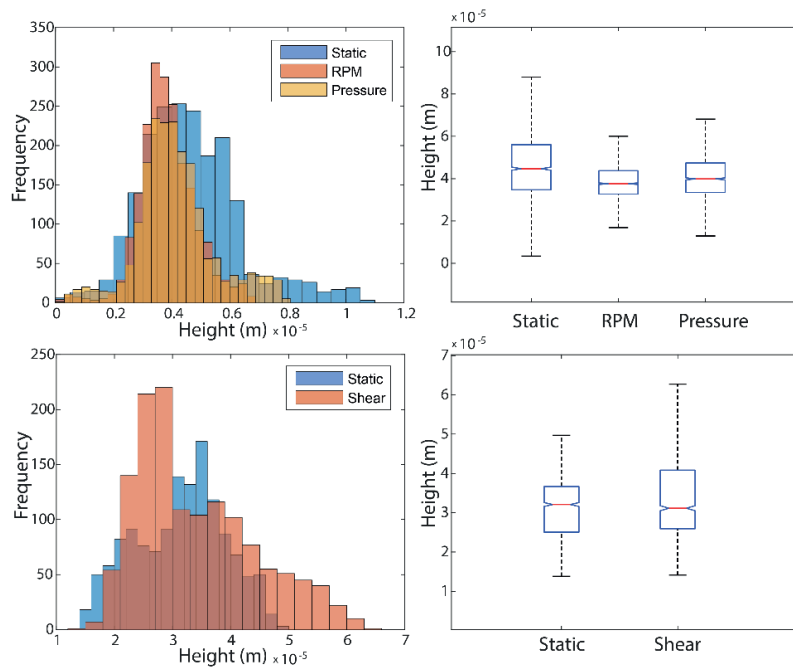 350
300
250
200
150
100
50
0
Frequency
Static
RPM
Pressure
0 0.2 0.4 0.6 0.8 1.0 1.2
Height (m) × 10⁻⁵
× 10⁻⁵
10
8
6
4
2
0
Height (m)
Static RPM Pressure
250
200
150
100
50
0
Frequency
Static
Shear
1 2 3 4 5 6 7
Height (m) × 10⁻⁵
× 10⁻⁵
7
6
5
4
3
2
1
Height (m)
Static Shear